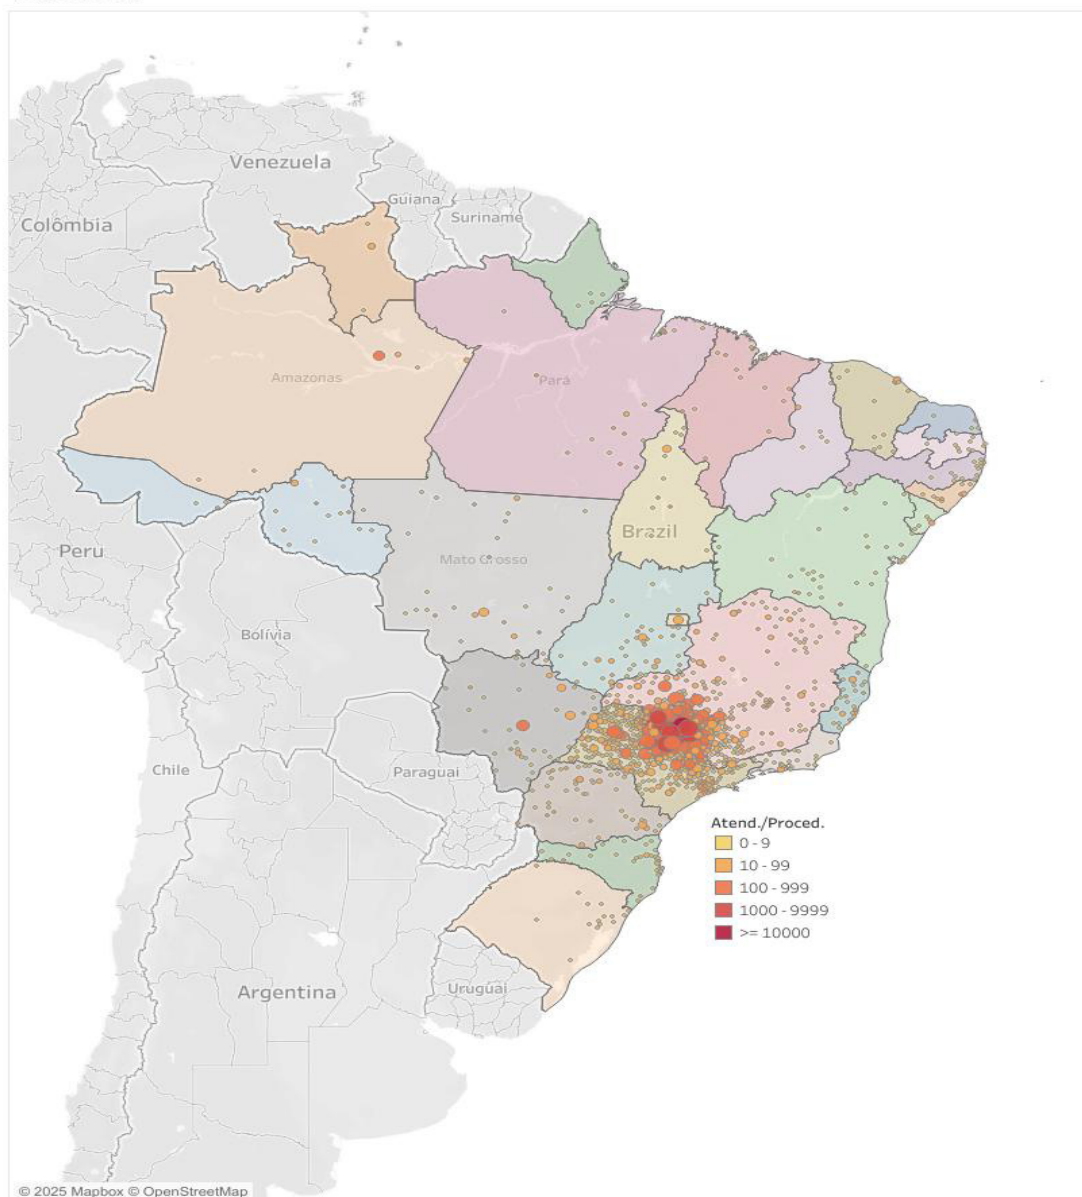 Venezuela
Guiana
Suriname
Colômbia
Amazonas
Pará
Brazil
Peru
Mato Grosso
Bolívia
Chile
Paraguai
Atend./Proced.
0 - 9
10 - 99
100 - 999
1000 - 9999
>= 10000
Argentina
Uruguai
© 2025 Mapbox © OpenStreetMap